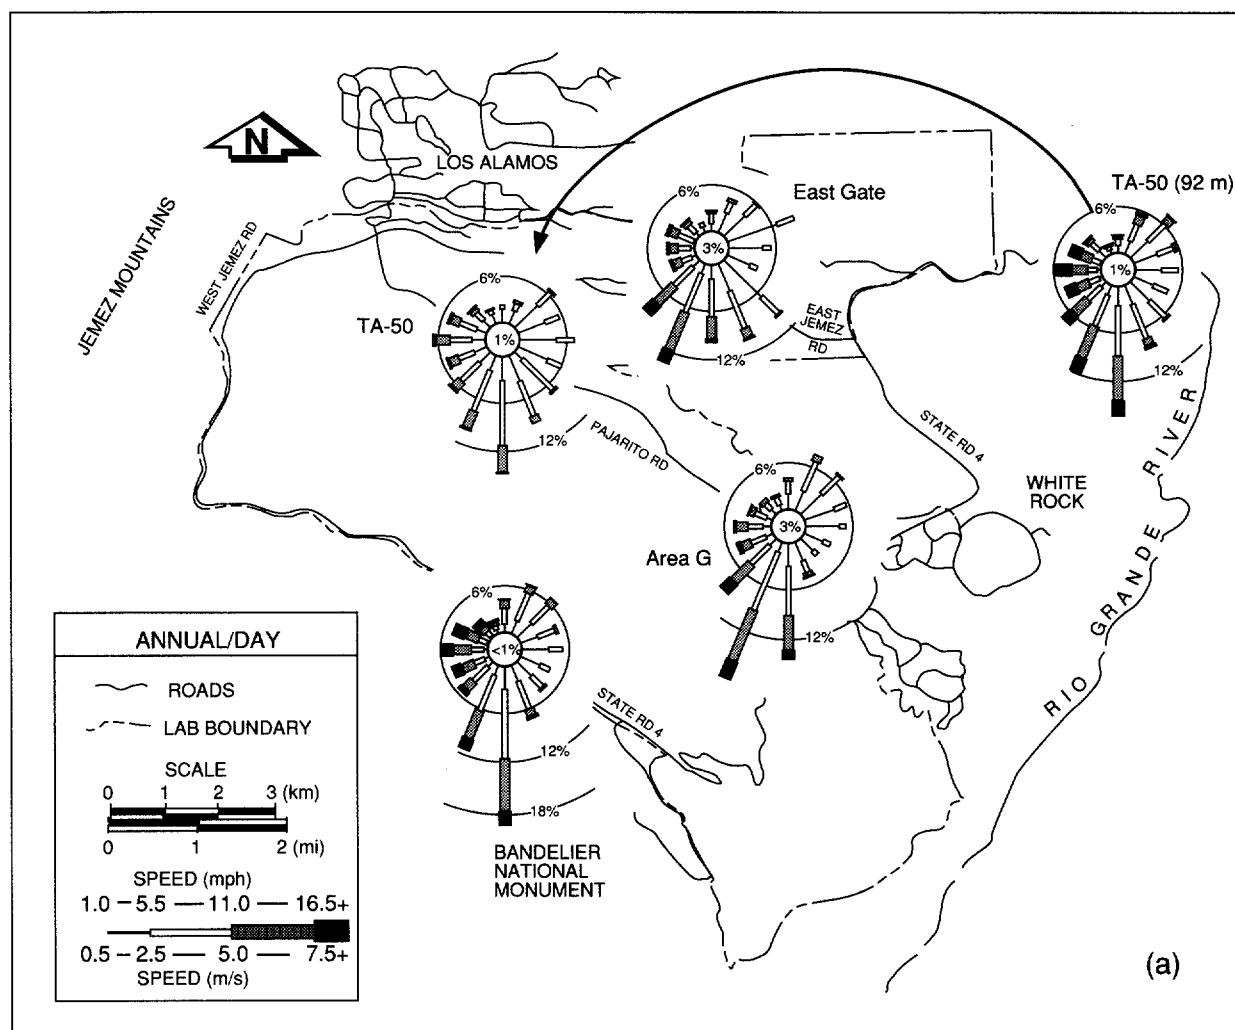 N
LOS ALAMOS
JEMEZ MOUNTAINS
WEST JEMEZ RD
6%
East Gate
3%
EAST
JEMEZ
RD
12%
TA-50 (92 m)
6%
1%
12%
TA-50
6%
1%
12%
PAJARITO RD
STATE RD 4
WHITE
ROCK
RIO GRANDE RIVER
Area G
6%
3%
12%
6%
<1%
12%
18%
STATE RD 4
BANDELIER
NATIONAL
MONUMENT
ANNUAL/DAY
ROADS
LAB BOUNDARY
SCALE
0 1 2 3 (km)
0 1 2 (mi)
SPEED (mph)
1.0 – 5.5 — 11.0 — 16.5+
0.5 – 2.5 — 5.0 — 7.5+
SPEED (m/s)
(a)